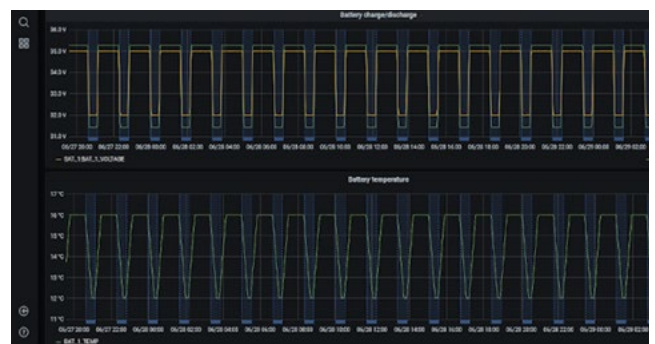 Battery charge/discharge
36.0 V
35.0 V
34.0 V
33.0 V
32.0 V
31.0 V
06/27 20:00 06/27 22:00 06/28 00:00 06/28 02:00 06/28 04:00 06/28 06:00 06/28 08:00 06/28 10:00 06/28 12:00 06/28 14:00 06/28 16:00 06/28 18:00 06/28 20:00 06/28 22:00 06/29 00:00 06/29 02:00
Battery temperature
17 °C
16 °C
15 °C
14 °C
13 °C
12 °C
11 °C
06/27 20:00 06/27 22:00 06/28 00:00 06/28 02:00 06/28 04:00 06/28 06:00 06/28 08:00 06/28 10:00 06/28 12:00 06/28 14:00 06/28 16:00 06/28 18:00 06/28 20:00 06/28 22:00 06/29 00:00 06/29 02:00